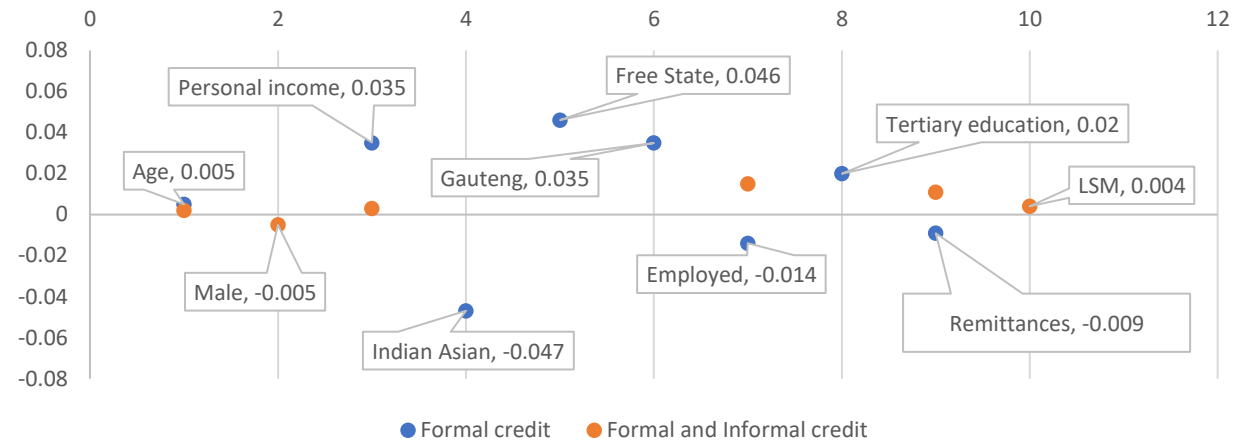 0 2 4 6 8 10 12
0.08
0.06
0.04
0.02
0
-0.02
-0.04
-0.06
-0.08
Personal income, 0.035
Free State, 0.046
Tertiary education, 0.02
Age, 0.005
Gauteng, 0.035
LSM, 0.004
Male, -0.005
Employed, -0.014
Remittances, -0.009
Indian Asian, -0.047
Formal credit
Formal and Informal credit